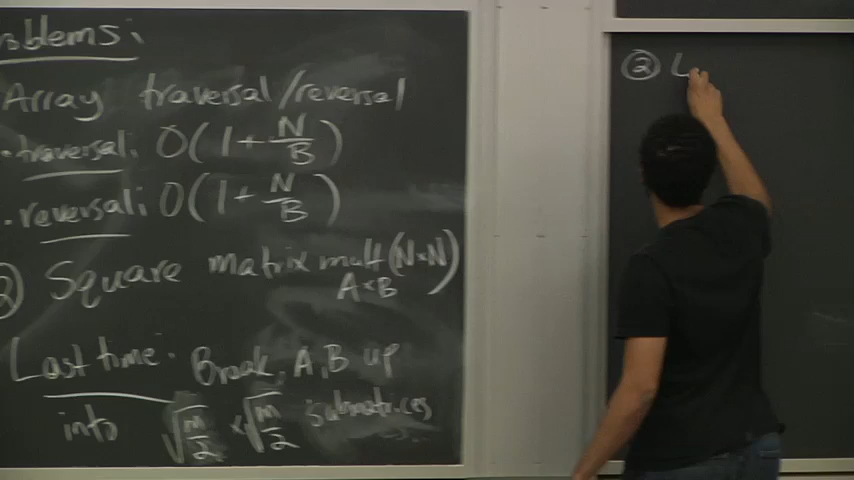 roblems:
Array traversal/reversal
• traversal: O(1 + N/B)
• reversal: O(1 + N/B)
② Square matrix mult (N×N)
A×B
Last time: Break A,B up
into √(m/2) × √(m/2) submatrices
② L